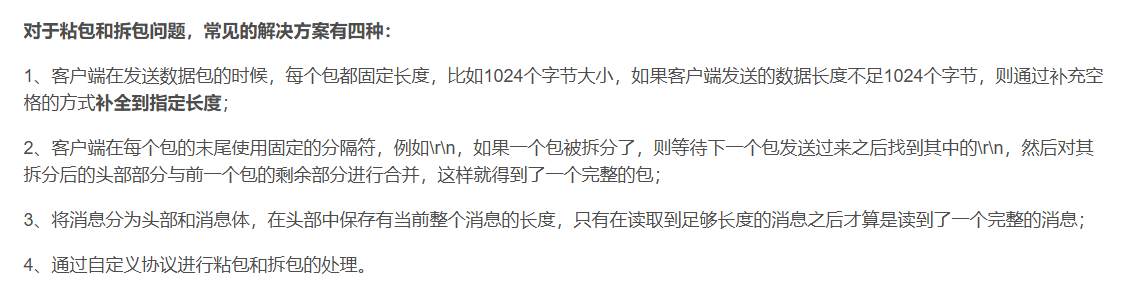 对于粘包和拆包问题，常见的解决方案有四种：
1、客户端在发送数据包的时候，每个包都固定长度，比如1024个字节大小，如果客户端发送的数据长度不足1024个字节，则通过补充空
格的方式补全到指定长度；
2、客户端在每个包的末尾使用固定的分隔符，例如\r\n，如果一个包被拆分了，则等待下一个包发送过来之后找到其中的\r\n，然后对其
拆分后的头部部分与前一个包的剩余部分进行合并，这样就得到了一个完整的包；
3、将消息分为头部和消息体，在头部中保存有当前整个消息的长度，只有在读取到足够长度的消息之后才算是读到了一个完整的消息；
4、通过自定义协议进行粘包和拆包的处理。